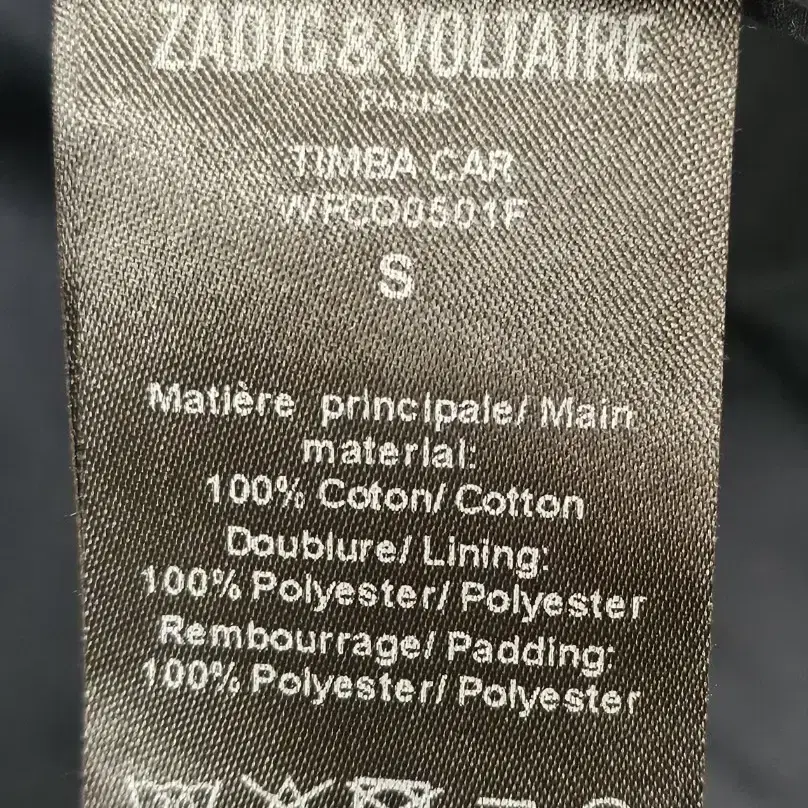 ZADIG & VOLTAIRE
PARIS
TIMBA CAR
WFCO0501F
S
Matière principale/ Main
material:
100% Coton/ Cotton
Doublure/ Lining:
100% Polyester/ Polyester
Rembourrage/ Padding:
100% Polyester/ Polyester